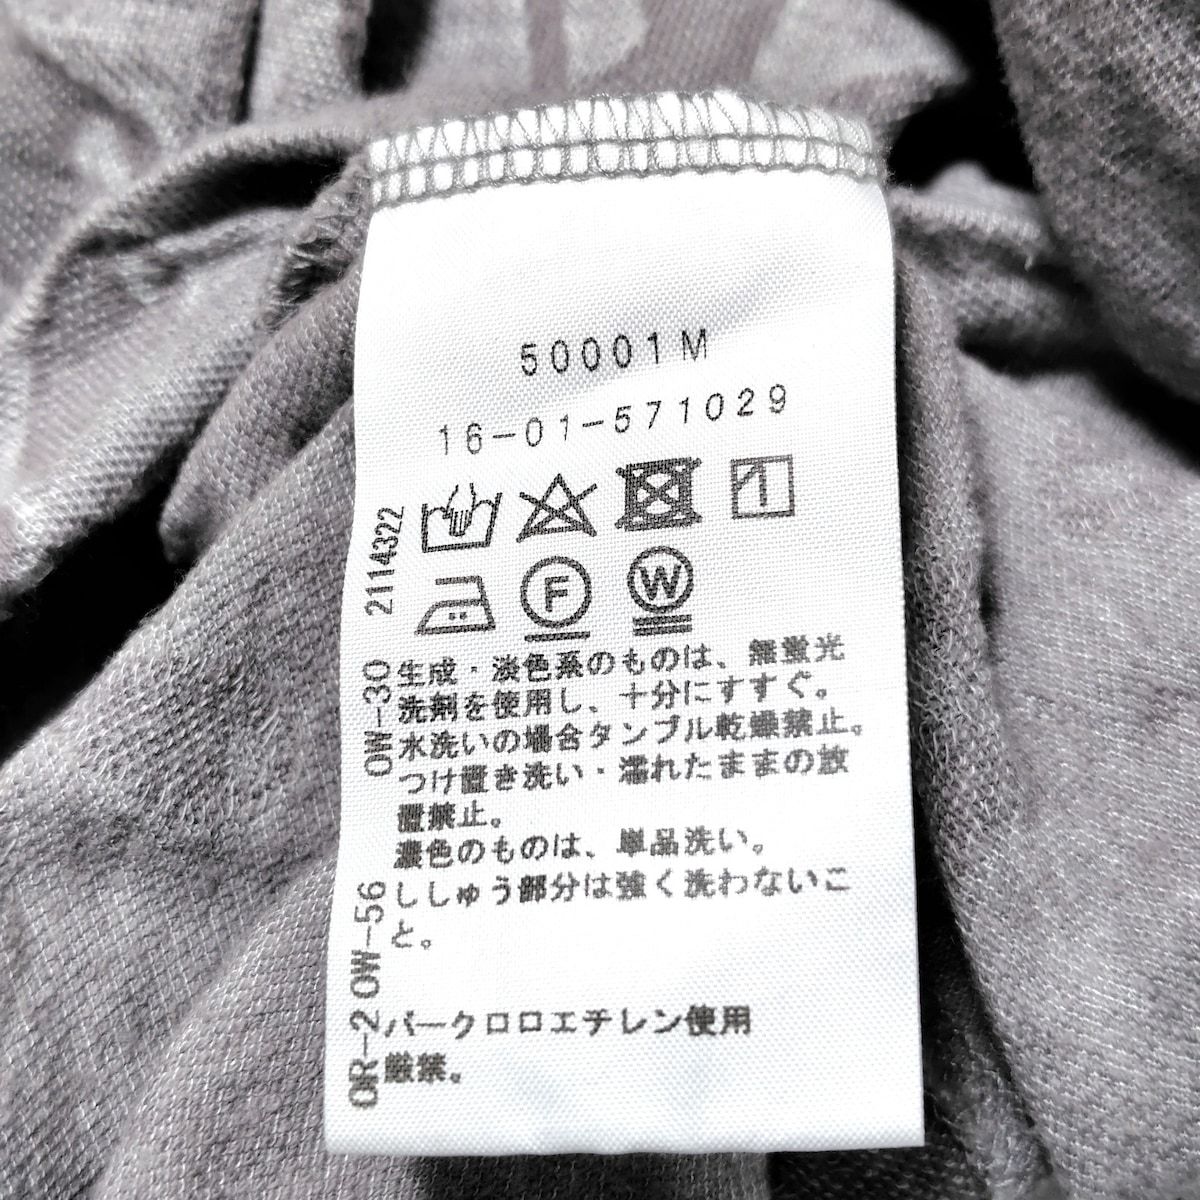 50001M
16-01-571029
F
W
生成・淡色系のものは、無蛍光
洗剤を使用し、十分にすすぐ。
水洗いの場合タンブル乾燥禁止。
つけ置き洗い・濡れたままの放
置禁止。
濃色のものは、単品洗い。
ししゅう部分は強く洗わないこ
と。
パークロロエチレン使用
厳禁。
OR-2 OW-56 OW-30 2114322